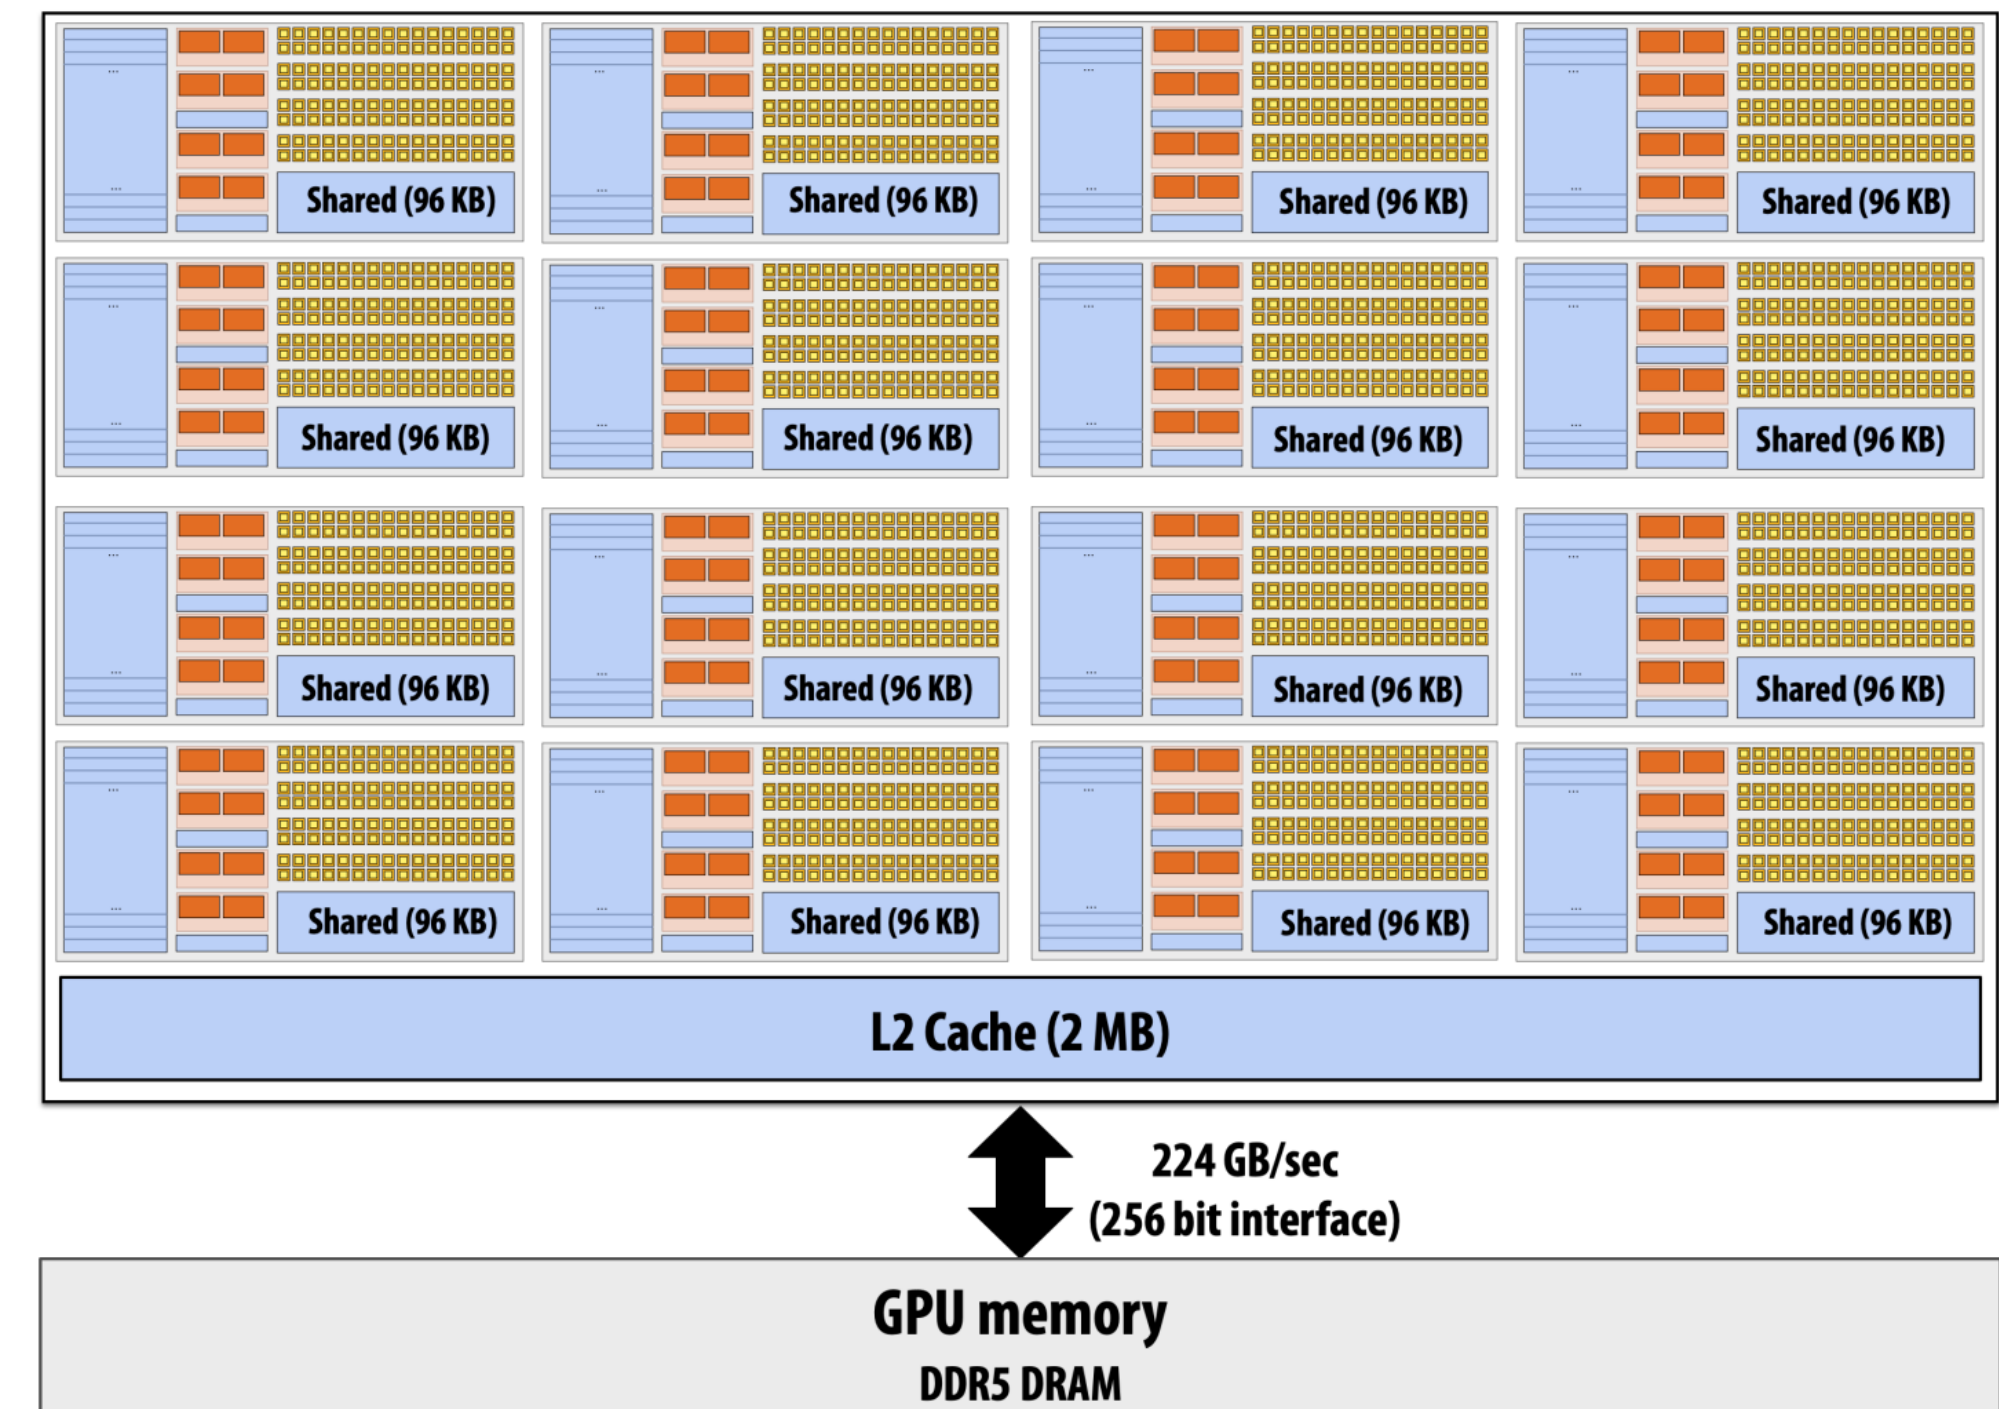 Shared (96 KB) Shared (96 KB) Shared (96 KB) Shared (96 KB)
Shared (96 KB) Shared (96 KB) Shared (96 KB) Shared (96 KB)
Shared (96 KB) Shared (96 KB) Shared (96 KB) Shared (96 KB)
Shared (96 KB) Shared (96 KB) Shared (96 KB) Shared (96 KB)
L2 Cache (2 MB)
224 GB/sec
(256 bit interface)
GPU memory
DDR5 DRAM